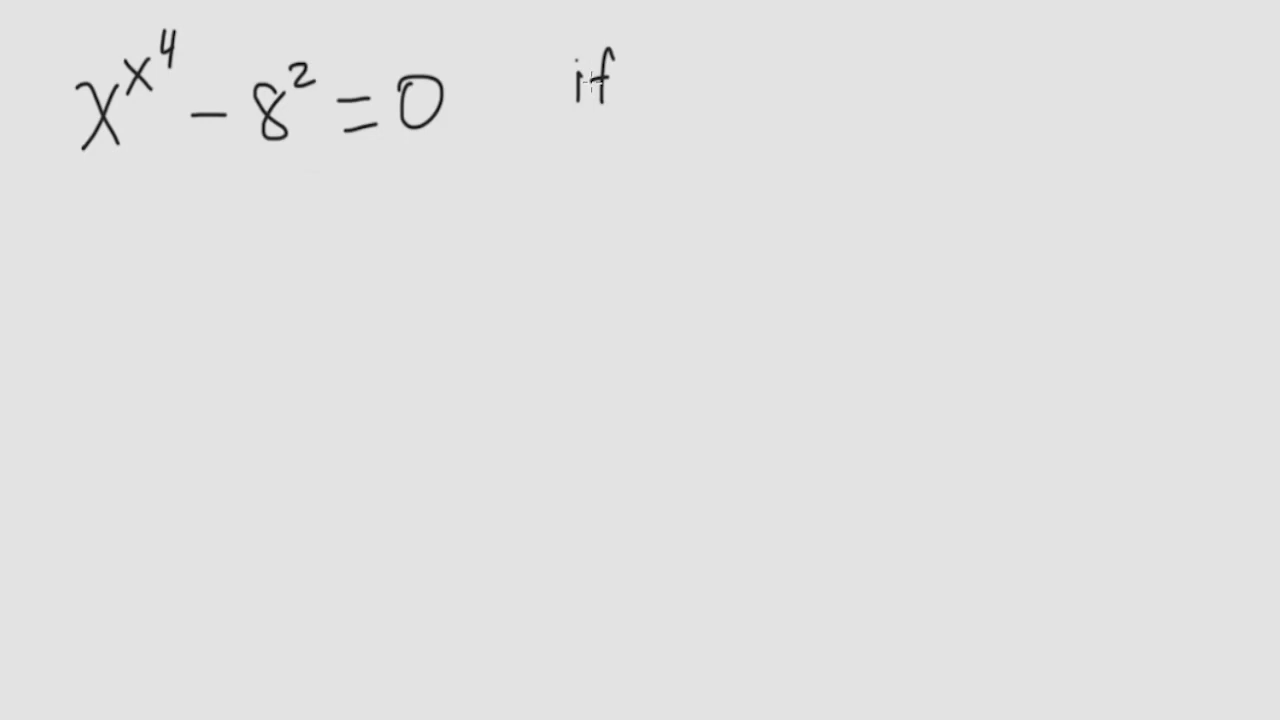 x^{x^4} - 8^2 = 0 if